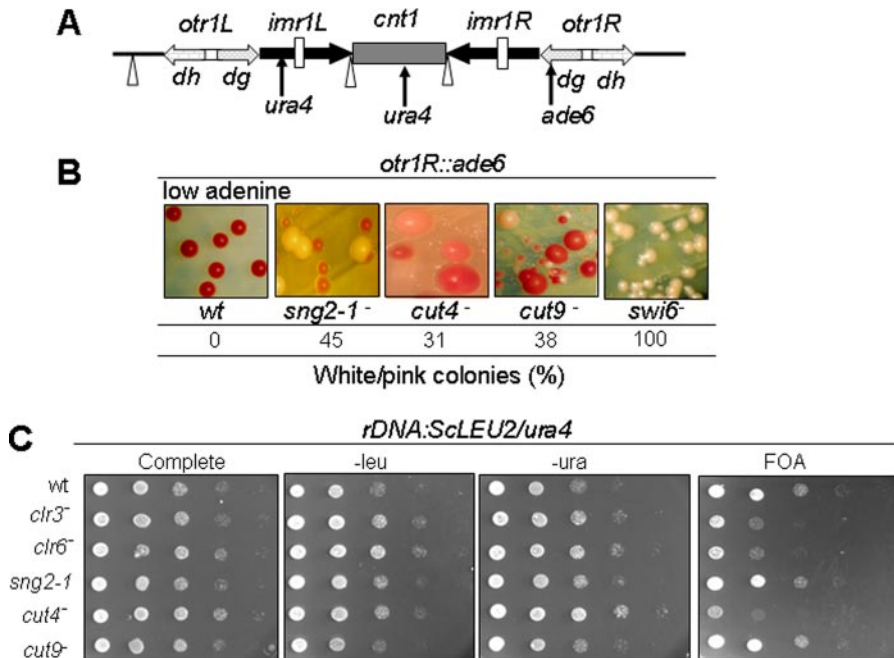 A
otr1L imr1L cnt1 imr1R otr1R
dh dg dg dh
ura4 ura4 ade6
B
otr1R::ade6
low adenine
wt sng2-1 - cut4 - cut9 - swi6-
0 45 31 38 100
White/pink colonies (%)
C
rDNA:ScLEU2/ura4
Complete -leu -ura FOA
wt
clr3-
clr6-
sng2-1
cut4-
cut9-